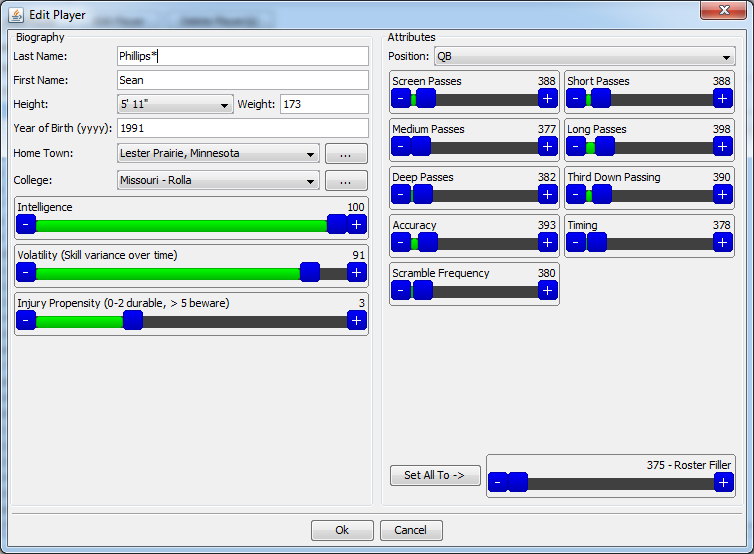 Edit Player
Biography
Last Name: Phillips*
First Name: Sean
Height: 5' 11" Weight: 173
Year of Birth (yyyy): 1991
Home Town: Lester Prairie, Minnesota ...
College: Missouri - Rolla ...
Intelligence 100
- +
Volatility (Skill variance over time) 91
- +
Injury Propensity (0-2 durable, > 5 beware) 3
- +
Attributes
Position: QB
Screen Passes 388
- +
Short Passes 388
- +
Medium Passes 377
- +
Long Passes 398
- +
Deep Passes 382
- +
Third Down Passing 390
- +
Accuracy 393
- +
Timing 378
- +
Scramble Frequency 380
- +
Set All To ->
375 - Roster Filler
- +
Ok Cancel